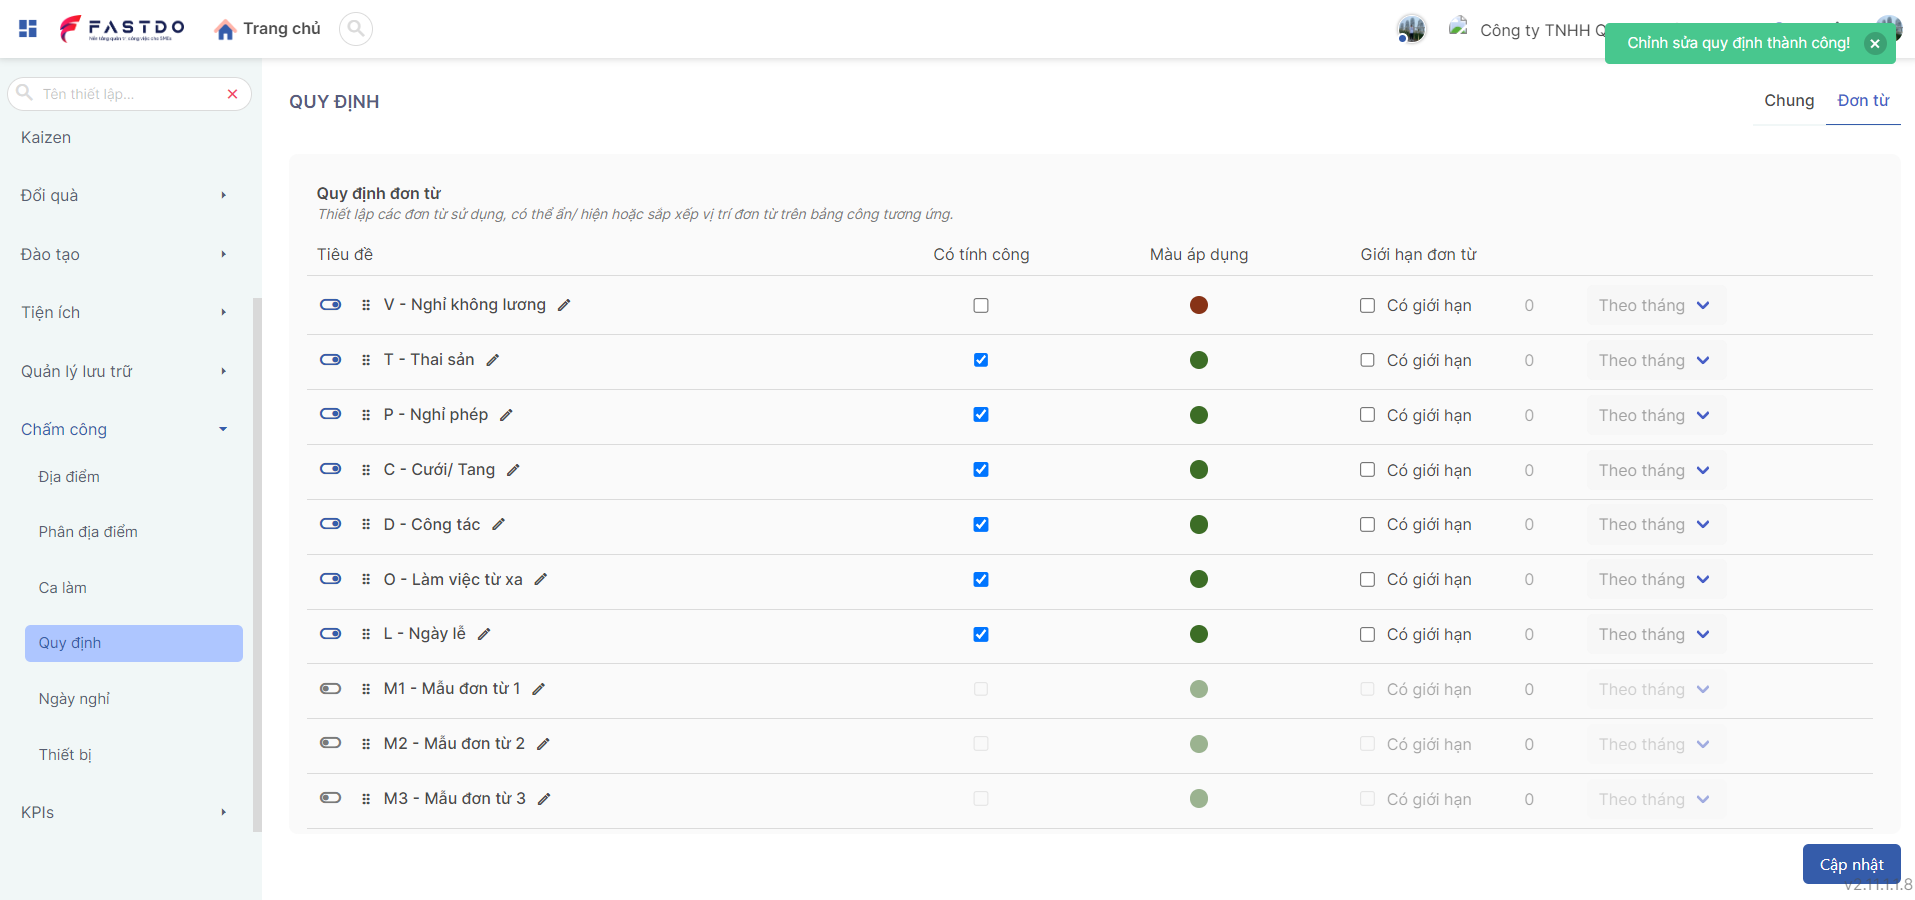 FASTDO
Trang chủ
Công ty TNHH Q
Chỉnh sửa quy định thành công!
Tên thiết lập...
Kaizen
Đổi quà
Đào tạo
Tiện ích
Quản lý lưu trữ
Chấm công
Địa điểm
Phân địa điểm
Ca làm
Quy định
Ngày nghỉ
Thiết bị
KPIs
QUY ĐỊNH
Chung
Đơn từ
Quy định đơn từ
Thiết lập các đơn từ sử dụng, có thể ẩn/ hiện hoặc sắp xếp vị trí đơn từ trên bảng công tương ứng.
Tiêu đề Có tính công Màu áp dụng Giới hạn đơn từ
V - Nghỉ không lương Có giới hạn 0 Theo tháng
T - Thai sản Có giới hạn 0 Theo tháng
P - Nghỉ phép Có giới hạn 0 Theo tháng
C - Cưới/ Tang Có giới hạn 0 Theo tháng
D - Công tác Có giới hạn 0 Theo tháng
O - Làm việc từ xa Có giới hạn 0 Theo tháng
L - Ngày lễ Có giới hạn 0 Theo tháng
M1 - Mẫu đơn từ 1 Có giới hạn 0 Theo tháng
M2 - Mẫu đơn từ 2 Có giới hạn 0 Theo tháng
M3 - Mẫu đơn từ 3 Có giới hạn 0 Theo tháng
Cập nhật